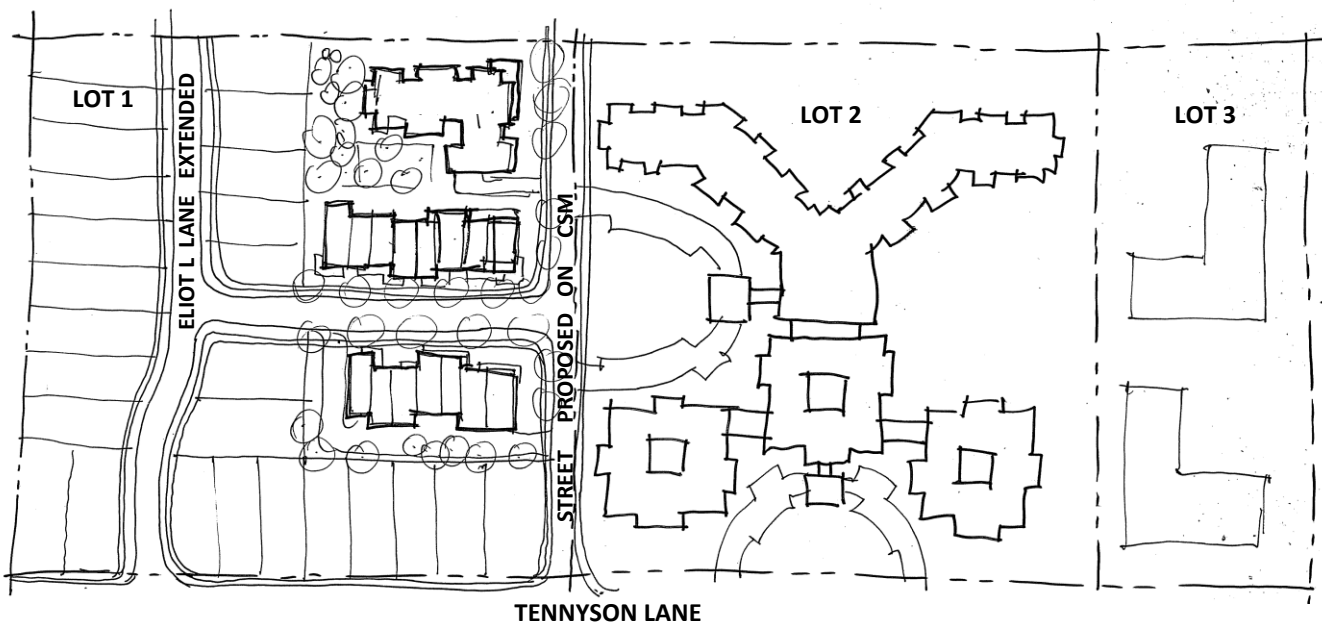 LOT 1
ELIOT L LANE EXTENDED
STREET PROPOSED ON CSM
LOT 2
LOT 3
TENNYSON LANE